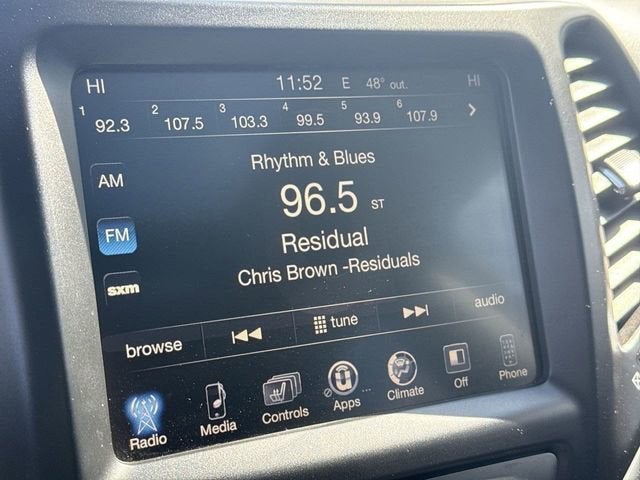 HI 11:52 E 48° out. HI
1 92.3 2 107.5 3 103.3 4 99.5 5 93.9 6 107.9
Rhythm & Blues
AM
96.5 ST
FM
Residual
Chris Brown -Residuals
sxm
browse tune audio
Radio Media Controls Apps ... Climate Off Phone